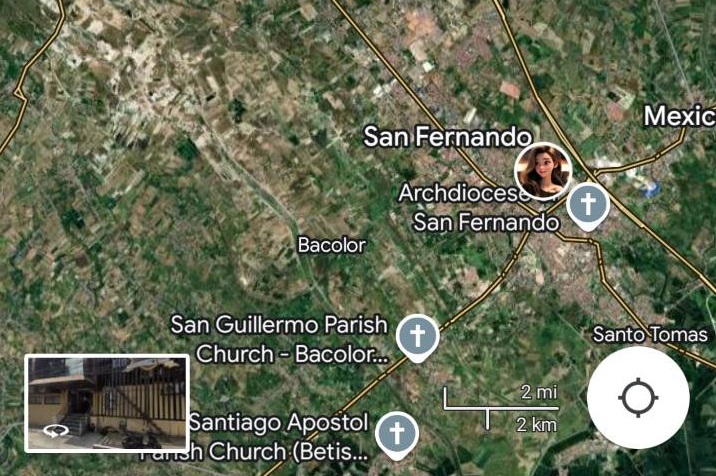 Mexic
San Fernando
Archdiocese
San Fernando
Bacolor
San Guillermo Parish
Church - Bacolor...
Santo Tomas
2 mi
2 km
Santiago Apostol
Parish Church (Betis...